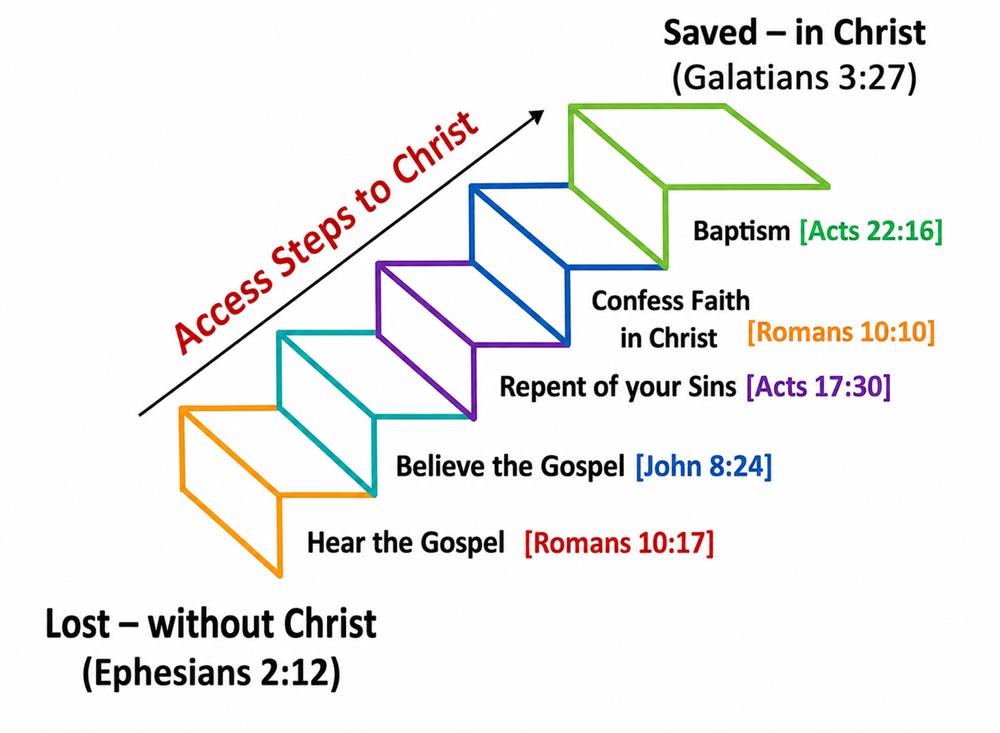 Saved – in Christ
(Galatians 3:27)
Access Steps to Christ
Baptism [Acts 22:16]
Confess Faith
in Christ [Romans 10:10]
Repent of your Sins [Acts 17:30]
Believe the Gospel [John 8:24]
Hear the Gospel [Romans 10:17]
Lost – without Christ
(Ephesians 2:12)